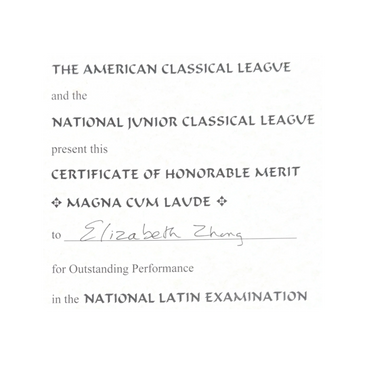 THE AMERICAN CLASSICAL LEAGUE
and the
NATIONAL JUNIOR CLASSICAL LEAGUE
present this
CERTIFICATE OF HONORABLE MERIT
MAGNA CUM LAUDE
to Elizabeth Zhang
for Outstanding Performance
in the NATIONAL LATIN EXAMINATION